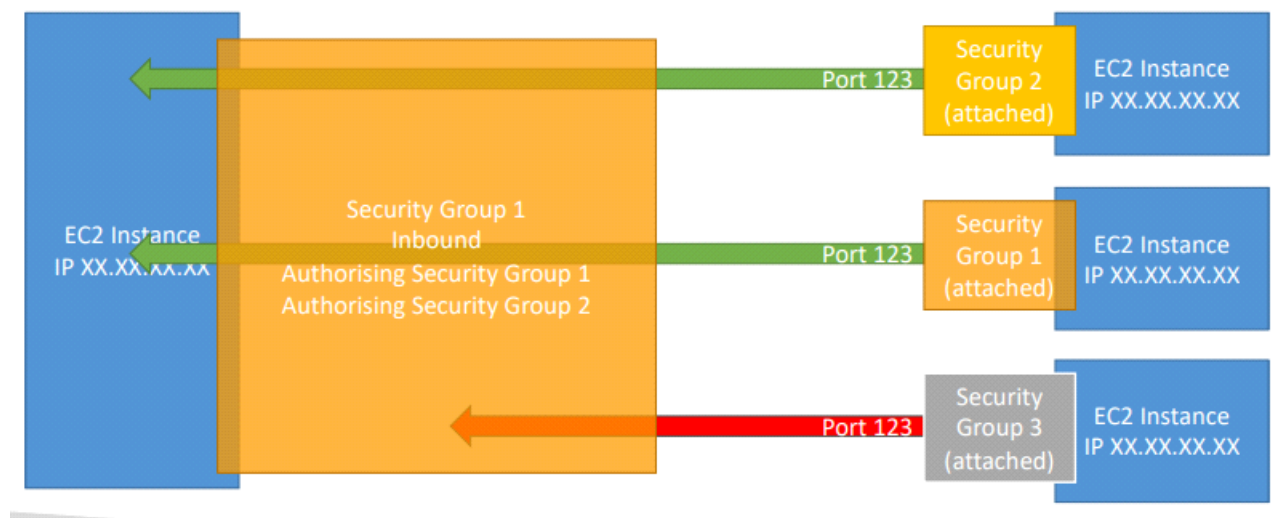 EC2 Instance
IP XX.XX.XX.XX
Security Group 1
Inbound
Authorising Security Group 1
Authorising Security Group 2
Port 123
Security
Group 2
(attached)
EC2 Instance
IP XX.XX.XX.XX
Port 123
Security
Group 1
(attached)
EC2 Instance
IP XX.XX.XX.XX
Port 123
Security
Group 3
(attached)
EC2 Instance
IP XX.XX.XX.XX